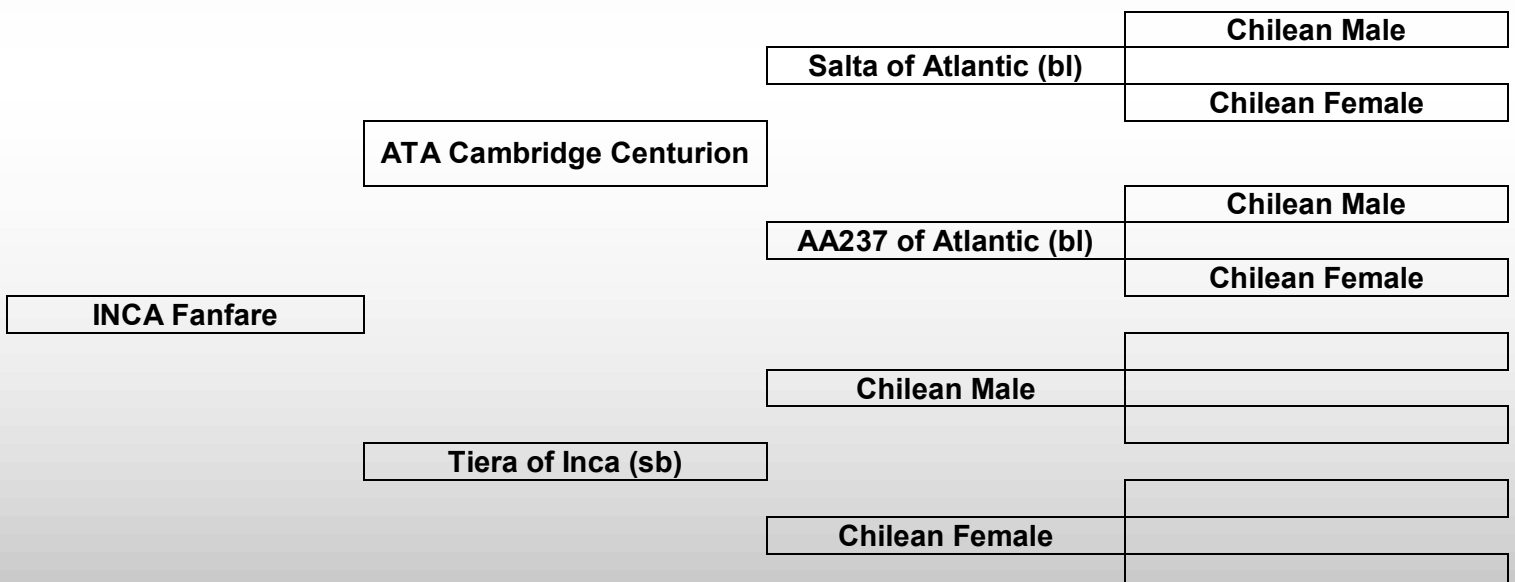 Chilean Male
Salta of Atlantic (bl)
Chilean Female
ATA Cambridge Centurion
Chilean Male
AA237 of Atlantic (bl)
Chilean Female
INCA Fanfare
Chilean Male
Tiera of Inca (sb)
Chilean Female